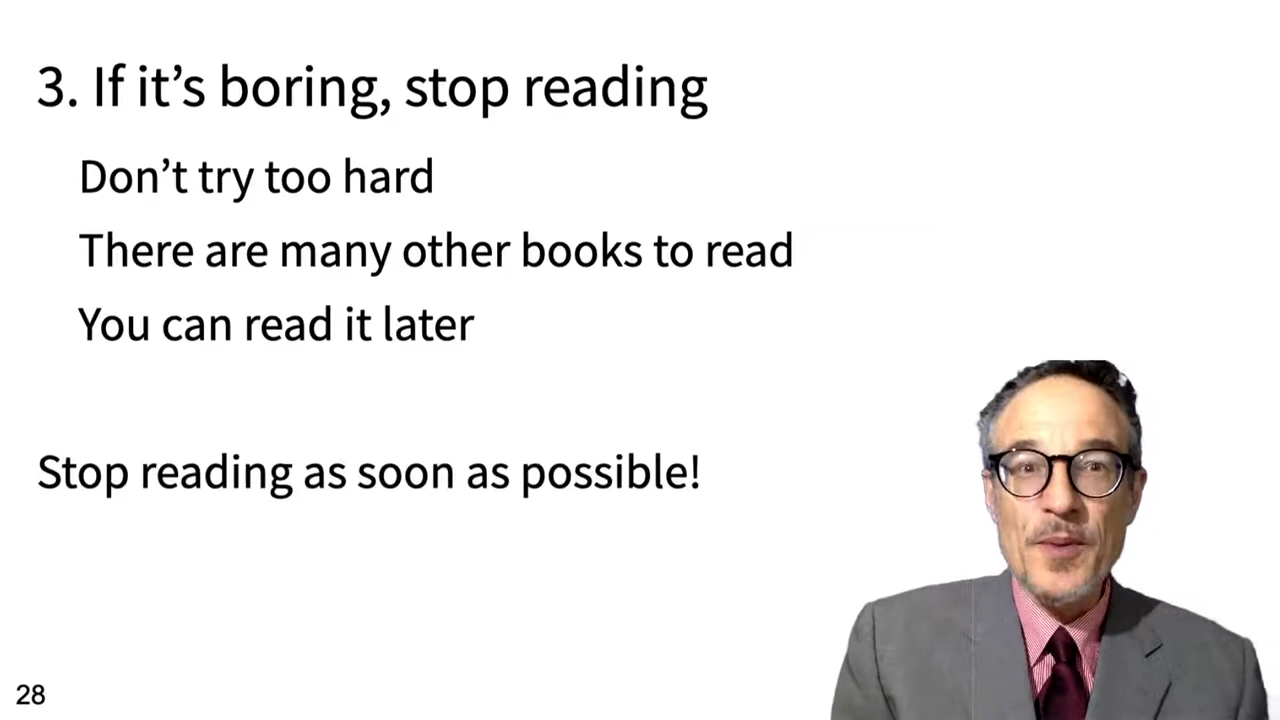 3. If it’s boring, stop reading
Don’t try too hard
There are many other books to read
You can read it later
Stop reading as soon as possible!
28